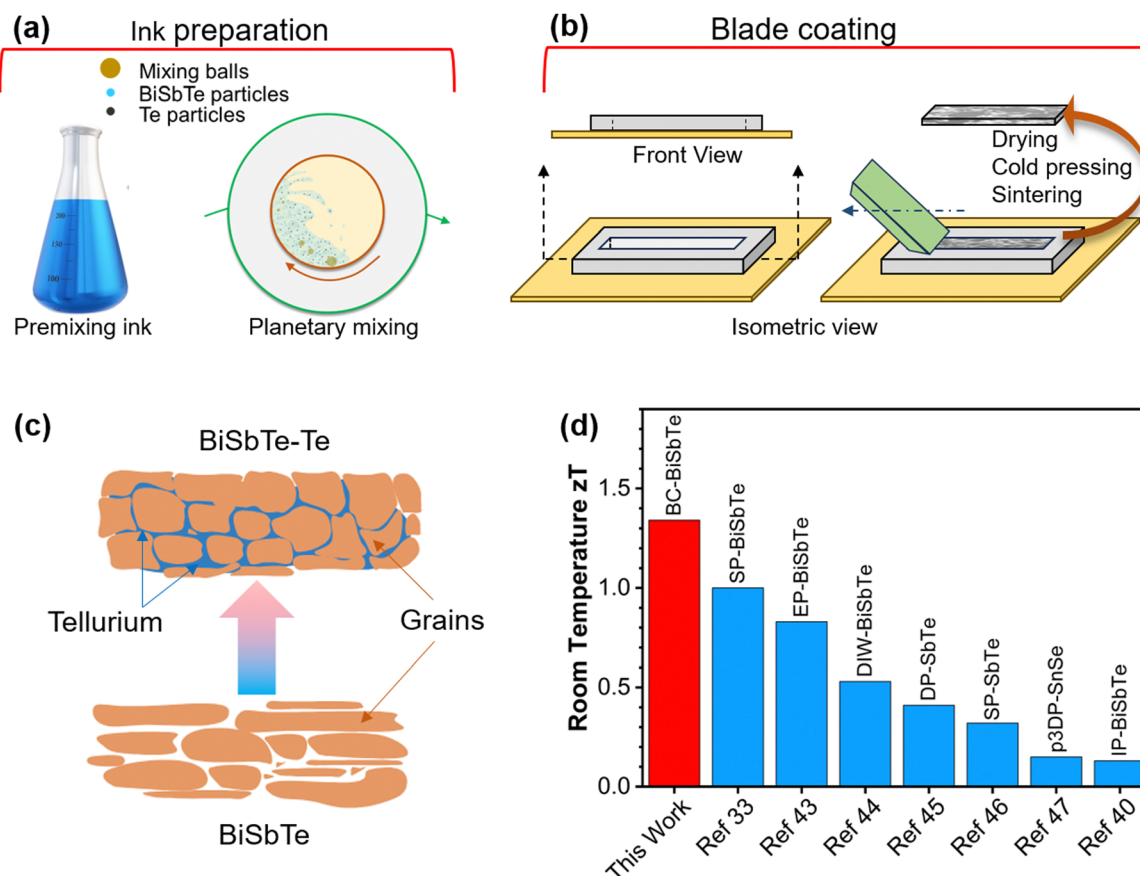 (a)
Ink preparation
Mixing balls
BiSbTe particles
Te particles
200
150
100
Premixing ink
Planetary mixing
(b)
Blade coating
Front View
Drying
Cold pressing
Sintering
Isometric view
(c)
BiSbTe-Te
Tellurium
Grains
BiSbTe
(d)
Room Temperature zT
1.5
1.0
0.5
0.0
BC-BiSbTe
SP-BiSbTe
EP-BiSbTe
DIW-BiSbTe
DP-SbTe
SP-SbTe
p3DP-SnSe
IP-BiSbTe
This Work
Ref 33
Ref 43
Ref 44
Ref 45
Ref 46
Ref 47
Ref 40